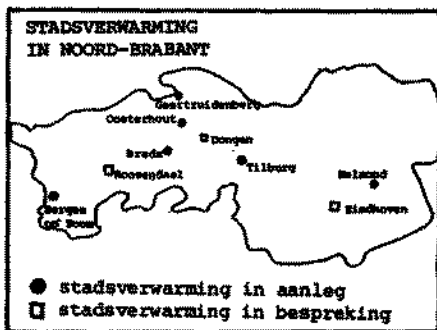 STADSVERWARMING
IN NOORD-BRABANT
Geertruidenberg
Oosterhout
Dongen
Breda
Tilburg
Roosendaal
Helmond
Bergen
op Zoom
Eindhoven
stadsverwarming in aanleg
stadsverwarming in bespreking